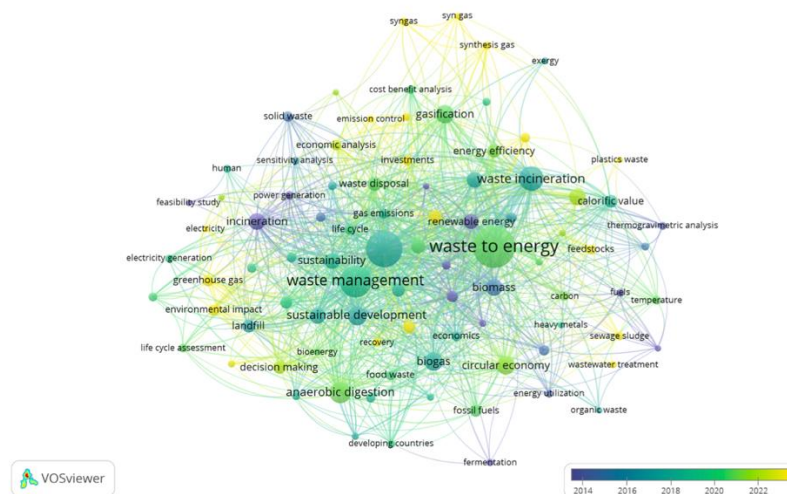 syngas
syn gas
synthesis gas
exergy
cost benefit analysis
gasification
solid waste
emission control
economic analysis
energy efficiency
plastics waste
human
sensitivity analysis
investments
waste disposal
waste incineration
calorific value
feasibility study
power generation
gas emissions
incineration
life cycle
renewable energy
thermogravimetric analysis
electricity
waste to energy
feedstocks
electricity generation
sustainability
greenhouse gas
waste management
biomass
fuels
carbon
temperature
environmental impact
sustainable development
landfill
heavy metals
economics
sewage sludge
recovery
life cycle assessment
bioenergy
decision making
biogas
circular economy
wastewater treatment
food waste
anaerobic digestion
energy utilization
fossil fuels
organic waste
developing countries
fermentation
VOSviewer
2014 2016 2018 2020 2022